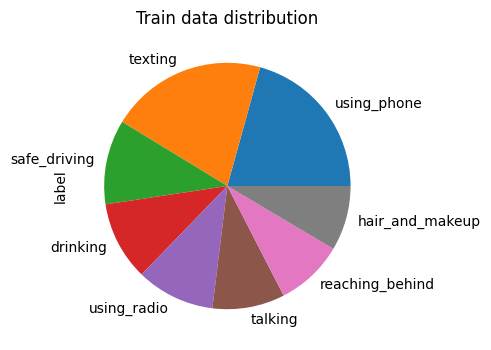 Train data distribution
texting
using_phone
safe_driving
label
hair_and_makeup
drinking
reaching_behind
using_radio
talking